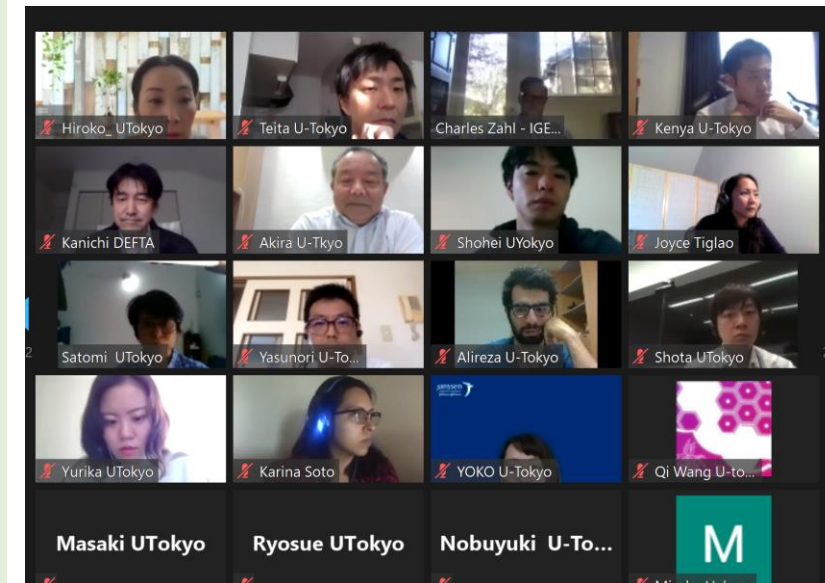 Hiroko_ UTokyo
Teita U-Tokyo
Charles Zahl - IGE...
Kenya U-Tokyo
Kanichi DEFTA
Akira U-Tkyo
Shohei UYokyo
Joyce Tiglao
2
Satomi UTokyo
Yasunori U-To...
Alireza U-Tokyo
Shota UTokyo
janssen
Yurika UTokyo
Karina Soto
YOKO U-Tokyo
Qi Wang U-to...
Masaki UTokyo
Ryosue UTokyo
Nobuyuki U-To...
M